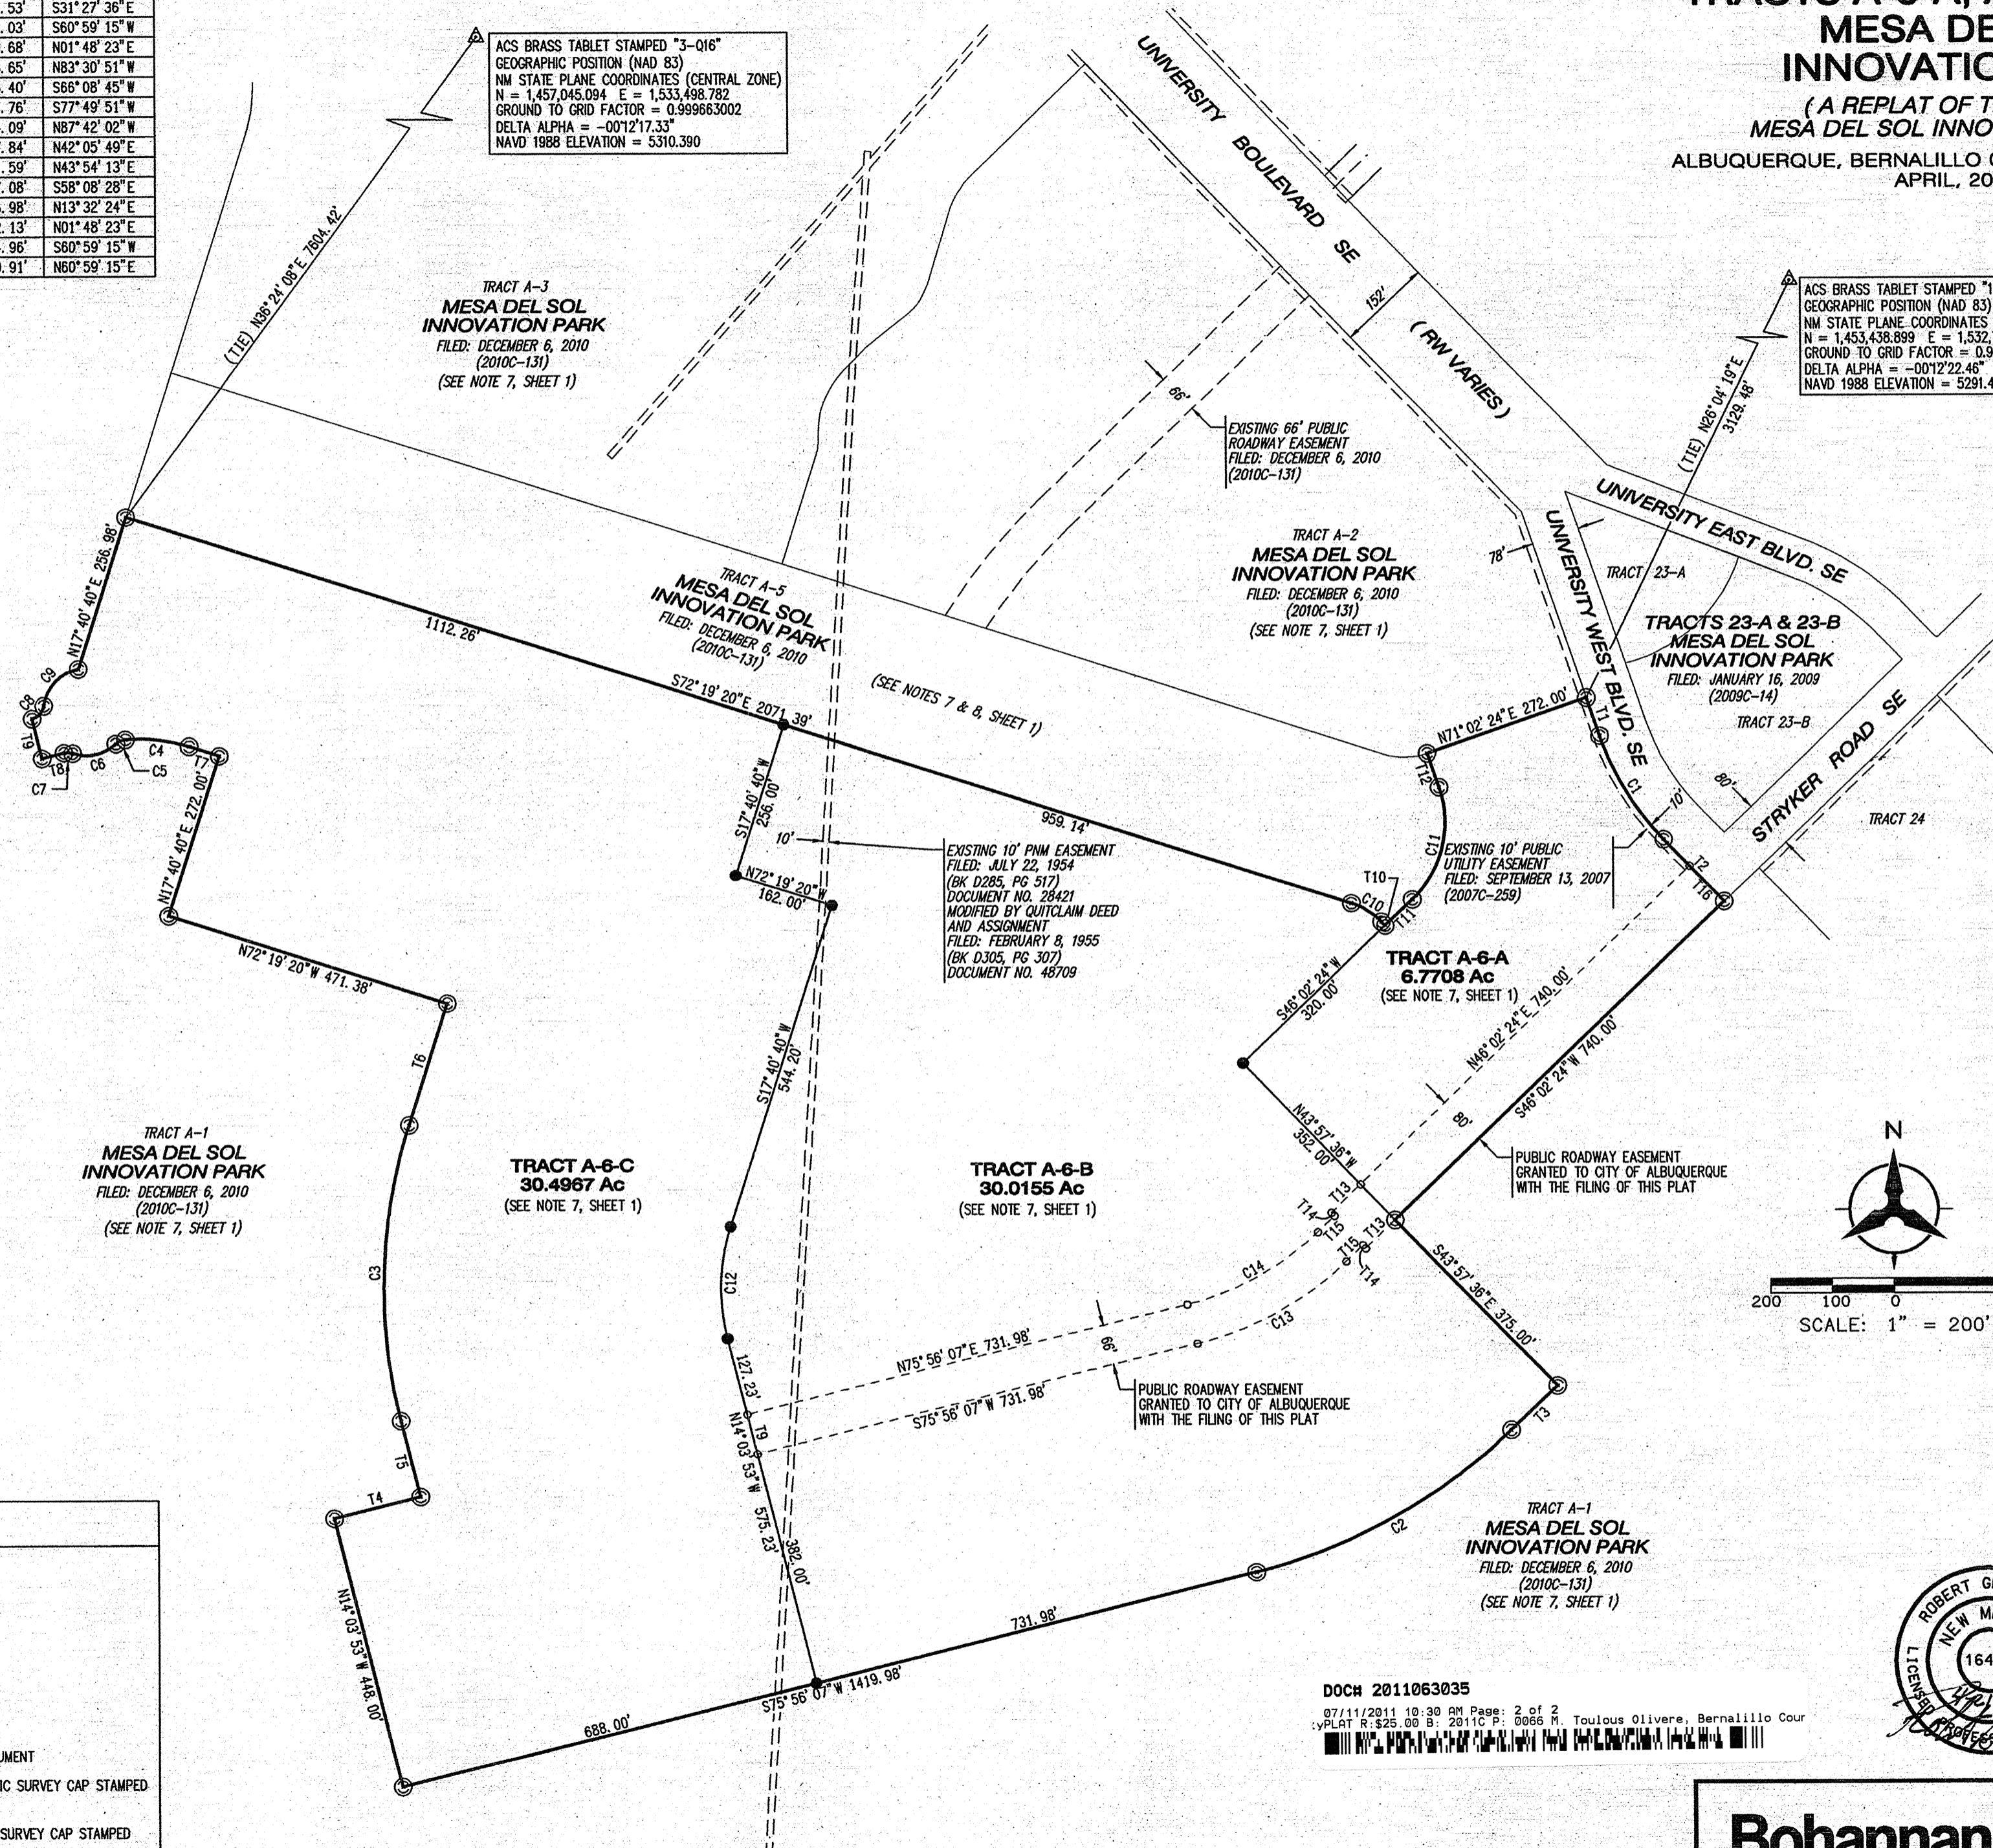 . 53' S31°27'36"E
. 03' S60°59'15"W
. 68' N01°48'23"E
. 65' N83°30'51"W
. 40' S66°08'45"W
. 76' S77°49'51"W
. 09' N87°42'02"W
. 84' N42°05'49"E
. 59' N43°54'13"E
. 08' S58°08'28"E
. 98' N13°32'24"E
. 13' N01°48'23"E
. 96' S60°59'15"W
. 91' N60°59'15"E
ACS BRASS TABLET STAMPED "3-Q16"
GEOGRAPHIC POSITION (NAD 83)
NM STATE PLANE COORDINATES (CENTRAL ZONE)
N = 1,457,045.094 E = 1,533,498.782
GROUND TO GRID FACTOR = 0.999663002
DELTA ALPHA = -00°12'17.33"
NAVD 1988 ELEVATION = 5310.390
MESA DE
INNOVATIO
(A REPLAT OF T
MESA DEL SOL INNO
ALBUQUERQUE, BERNALILLO
APRIL, 20
ACS BRASS TABLET STAMPED "1
GEOGRAPHIC POSITION (NAD 83)
NM STATE PLANE COORDINATES
N = 1,453,438.899 E = 1,532,
GROUND TO GRID FACTOR = 0.9
DELTA ALPHA = -00°12'22.46"
NAVD 1988 ELEVATION = 5291.4
(TIE) N36°24'08"E 7604.42'
(TIE) N26°04'19"E
3129.48'
UNIVERSITY BOULEVARD SE
152'
(RW VARIES)
TRACT A-3
MESA DEL SOL
INNOVATION PARK
FILED: DECEMBER 6, 2010
(2010C-131)
(SEE NOTE 7, SHEET 1)
66'
EXISTING 66' PUBLIC
ROADWAY EASEMENT
FILED: DECEMBER 6, 2010
(2010C-131)
TRACT A-2
MESA DEL SOL
INNOVATION PARK
FILED: DECEMBER 6, 2010
(2010C-131)
(SEE NOTE 7, SHEET 1)
78'
UNIVERSITY EAST BLVD. SE
UNIVERSITY WEST BLVD. SE
TRACT 23-A
TRACTS 23-A & 23-B
MESA DEL SOL
INNOVATION PARK
FILED: JANUARY 16, 2009
(2009C-14)
TRACT 23-B
STRYKER ROAD SE
80'
TRACT 24
TRACT A-5
MESA DEL SOL
INNOVATION PARK
FILED: DECEMBER 6, 2010
(2010C-131)
(SEE NOTES 7 & 8, SHEET 1)
N17°40'40"E 256.98'
1112.26'
S72°19'20"E 2071.39'
959.14'
N71°02'24"E 272.00'
T1
C1
10'
T2
T16
T12
C11
T10
T11
C10
C9
C8
T9
T8
C7
C6
C5
C4
T7
N17°40'40"E 272.00'
N72°19'20"W 471.38'
S17°40'40"W
256.00'
N72°19'20"W
162.00'
10'
EXISTING 10' PNM EASEMENT
FILED: JULY 22, 1954
(BK D285, PG 517)
DOCUMENT NO. 28421
MODIFIED BY QUITCLAIM DEED
AND ASSIGNMENT
FILED: FEBRUARY 8, 1955
(BK D305, PG 307)
DOCUMENT NO. 48709
EXISTING 10' PUBLIC
UTILITY EASEMENT
FILED: SEPTEMBER 13, 2007
(2007C-259)
TRACT A-6-A
6.7708 Ac
(SEE NOTE 7, SHEET 1)
S46°02'24"W
320.00'
N46°02'24"E 740.00'
S46°02'24"W 740.00'
80'
N43°57'36"W
352.00'
PUBLIC ROADWAY EASEMENT
GRANTED TO CITY OF ALBUQUERQUE
WITH THE FILING OF THIS PLAT
T6
S17°40'40"W
544.20'
TRACT A-1
MESA DEL SOL
INNOVATION PARK
FILED: DECEMBER 6, 2010
(2010C-131)
(SEE NOTE 7, SHEET 1)
TRACT A-6-C
30.4967 Ac
(SEE NOTE 7, SHEET 1)
TRACT A-6-B
30.0155 Ac
(SEE NOTE 7, SHEET 1)
T13
T14
T15
T13
T15
T14
S43°57'36"E 375.00'
C3
C12
C14
C13
N75°56'07"E 731.98'
66'
S75°56'07"W 731.98'
PUBLIC ROADWAY EASEMENT
GRANTED TO CITY OF ALBUQUERQUE
WITH THE FILING OF THIS PLAT
127.23'
T9
N14°03'53"W 575.23'
382.00'
T3
C2
T5
T4
N14°03'53"W 448.00'
688.00'
S75°56'07"W 1419.98'
731.98'
TRACT A-1
MESA DEL SOL
INNOVATION PARK
FILED: DECEMBER 6, 2010
(2010C-131)
(SEE NOTE 7, SHEET 1)
N
200 100 0
SCALE: 1" = 200'
DOC# 2011063035
07/11/2011 10:30 AM Page: 2 of 2
yPLAT R:$25.00 B: 2011C P: 0066 M. Toulous Olivere, Bernalillo Cour
ROBERT G
NEW M
164
LICENSED PROFES
UMENT
IC SURVEY CAP STAMPED
SURVEY CAP STAMPED
Bohannan